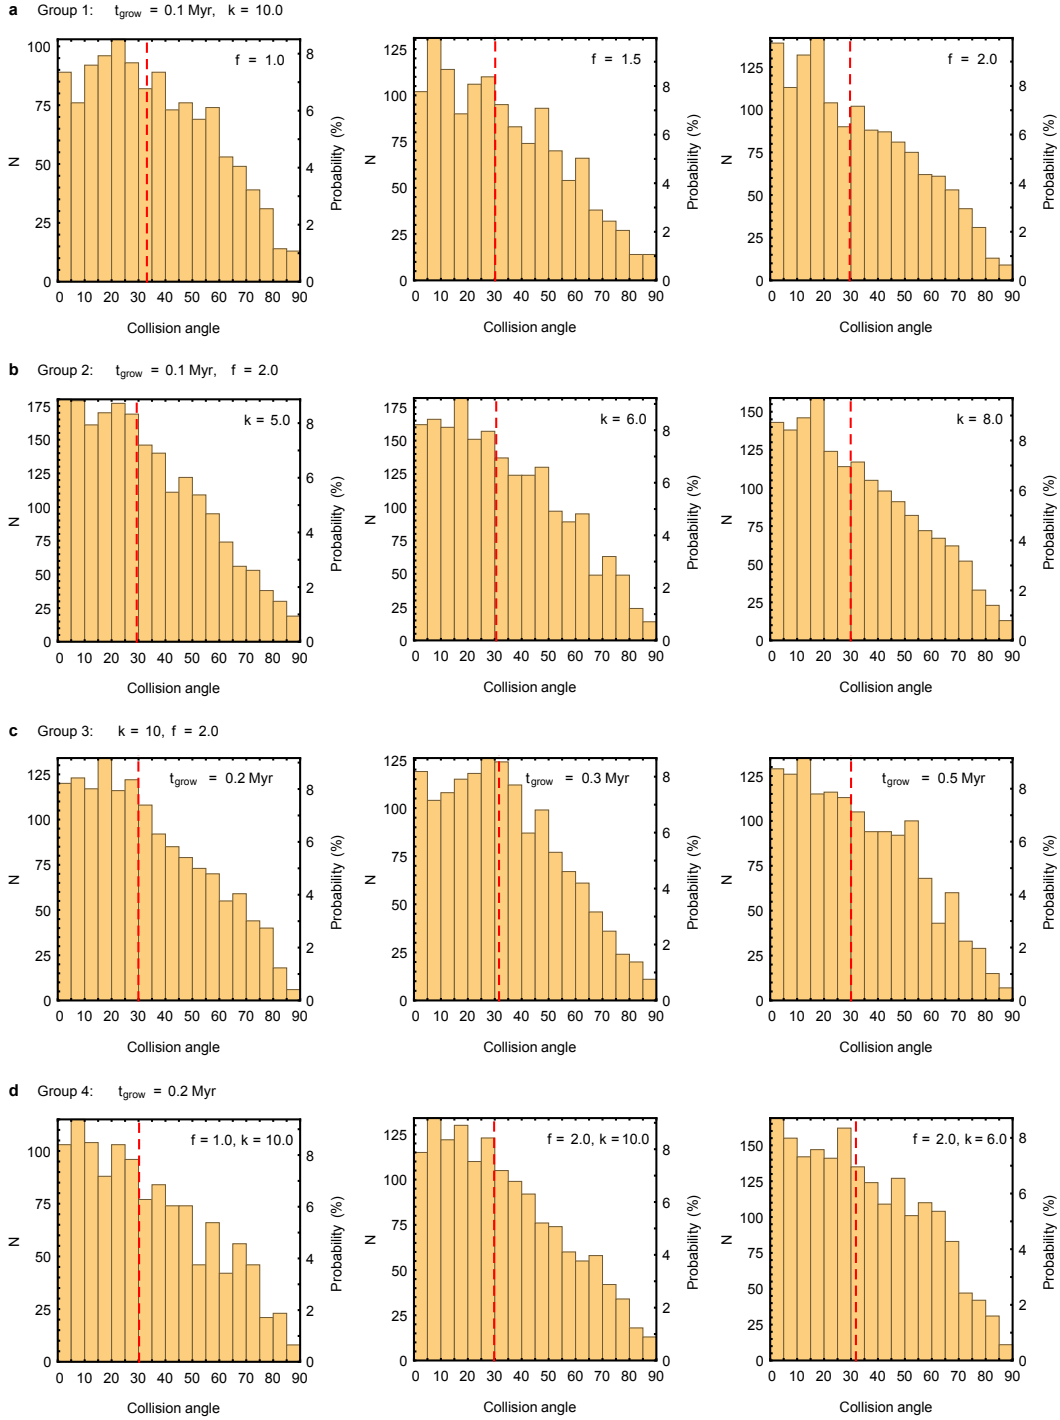 a Group 1: tgrow = 0.1 Myr, k = 10.0
100
75
50
25
0
N
f = 1.0
8
6
4
2
0
Probability (%)
0 10 20 30 40 50 60 70 80 90
Collision angle
125
100
75
50
25
0
N
f = 1.5
8
6
4
2
0
Probability (%)
0 10 20 30 40 50 60 70 80 90
Collision angle
125
100
75
50
25
0
N
f = 2.0
8
6
4
2
0
Probability (%)
0 10 20 30 40 50 60 70 80 90
Collision angle
b Group 2: tgrow = 0.1 Myr, f = 2.0
175
150
125
100
75
50
25
0
N
k = 5.0
8
6
4
2
0
Probability (%)
0 10 20 30 40 50 60 70 80 90
Collision angle
175
150
125
100
75
50
25
0
N
k = 6.0
8
6
4
2
0
Probability (%)
0 10 20 30 40 50 60 70 80 90
Collision angle
150
125
100
75
50
25
0
N
k = 8.0
8
6
4
2
0
Probability (%)
0 10 20 30 40 50 60 70 80 90
Collision angle
c Group 3: k = 10, f = 2.0
125
100
75
50
25
0
N
tgrow = 0.2 Myr
8
6
4
2
0
Probability (%)
0 10 20 30 40 50 60 70 80 90
Collision angle
125
100
75
50
25
0
N
tgrow = 0.3 Myr
8
6
4
2
0
Probability (%)
0 10 20 30 40 50 60 70 80 90
Collision angle
125
100
75
50
25
0
N
tgrow = 0.5 Myr
8
6
4
2
0
Probability (%)
0 10 20 30 40 50 60 70 80 90
Collision angle
d Group 4: tgrow = 0.2 Myr
100
75
50
25
0
N
f = 1.0, k = 10.0
8
6
4
2
0
Probability (%)
0 10 20 30 40 50 60 70 80 90
Collision angle
125
100
75
50
25
0
N
f = 2.0, k = 10.0
8
6
4
2
0
Probability (%)
0 10 20 30 40 50 60 70 80 90
Collision angle
150
125
100
75
50
25
0
N
f = 2.0, k = 6.0
8
6
4
2
0
Probability (%)
0 10 20 30 40 50 60 70 80 90
Collision angle